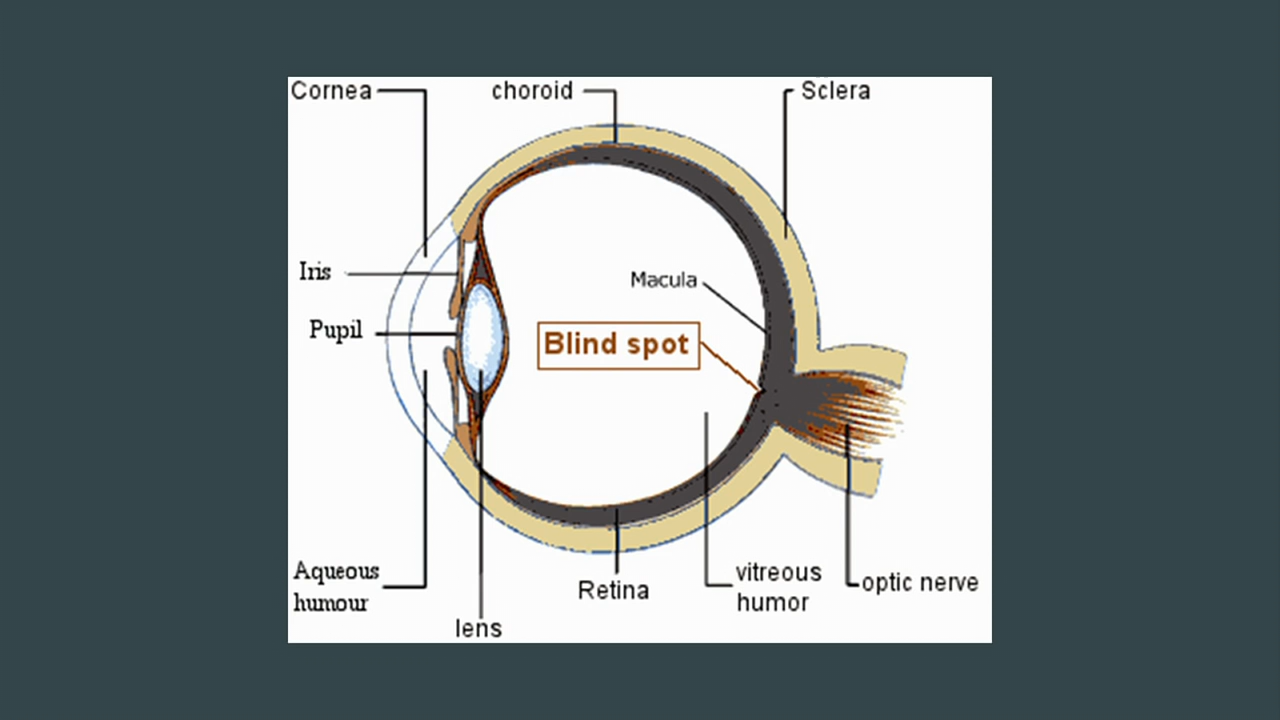 Cornea
choroid
Sclera
Iris
Macula
Pupil
Blind spot
Aqueous
humour
Retina
vitreous
humor
optic nerve
lens